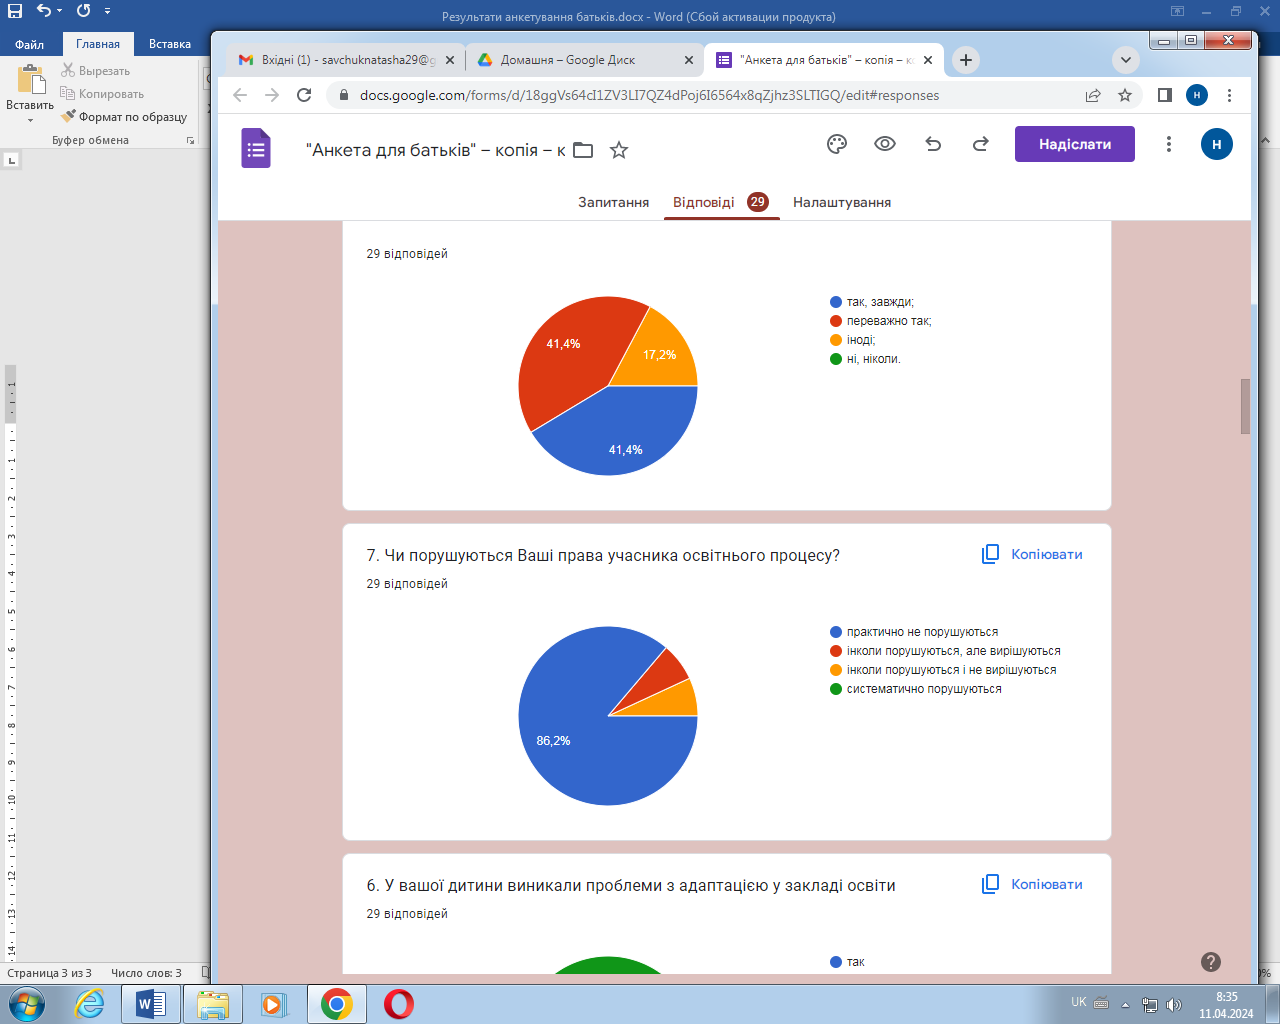 Результати анкетування батьків.docx - Word (Сбой активации продукта)
Файл
Главная
Вставка
Вставить
Вырезать
Копировать
Формат по образцу
Буфер обмена
Вхідні (1) - savchuknatasha29@g
Домашня – Google Диск
"Анкета для батьків" – копія – ко
docs.google.com/forms/d/18ggVs64cI1ZV3LI7QZ4dPoj6I6564x8qZjhz3SLTIGQ/edit#responses
Н
"Анкета для батьків" – копія – к
Надіслати
Н
Запитання
Відповіді 29
Налаштування
29 відповідей
так, завжди;
переважно так;
іноді;
ні, ніколи.
41,4%
17,2%
41,4%
7. Чи порушуються Ваші права учасника освітнього процесу?
Копіювати
29 відповідей
практично не порушуються
інколи порушуються, але вирішуються
інколи порушуються і не вирішуються
систематично порушуються
86,2%
6. У вашої дитини виникали проблеми з адаптацією у закладі освіти
Копіювати
29 відповідей
так
Страница 3 из 3
Число слов: 3
0%
UK
8:35
11.04.2024